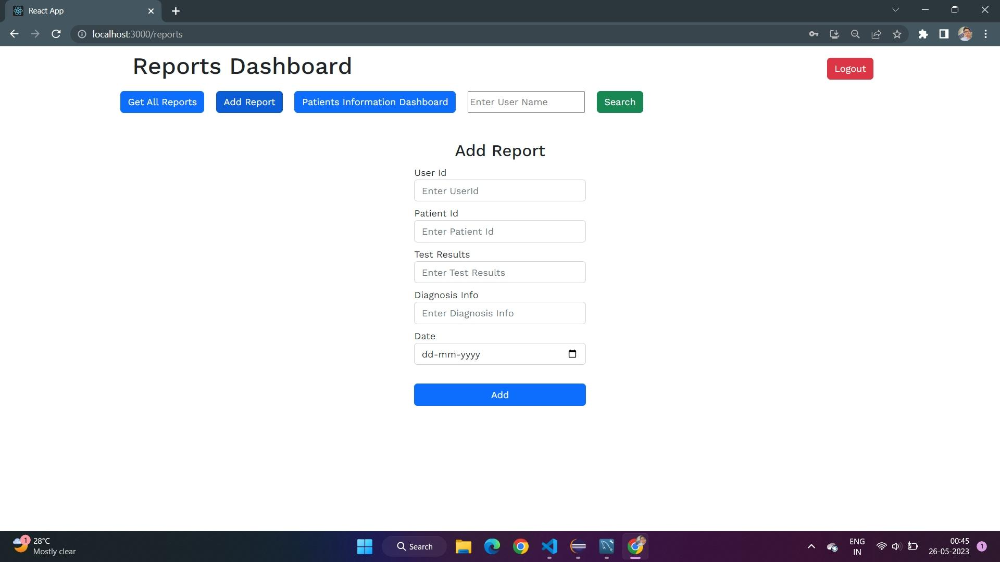 React App
localhost:3000/reports
Reports Dashboard
Logout
Get All Reports
Add Report
Patients Information Dashboard
Enter User Name
Search
Add Report
User Id
Enter UserId
Patient Id
Enter Patient Id
Test Results
Enter Test Results
Diagnosis Info
Enter Diagnosis Info
Date
dd-mm-yyyy
Add
1
28°C
Mostly clear
Search
ENG
IN
00:45
26-05-2023
1